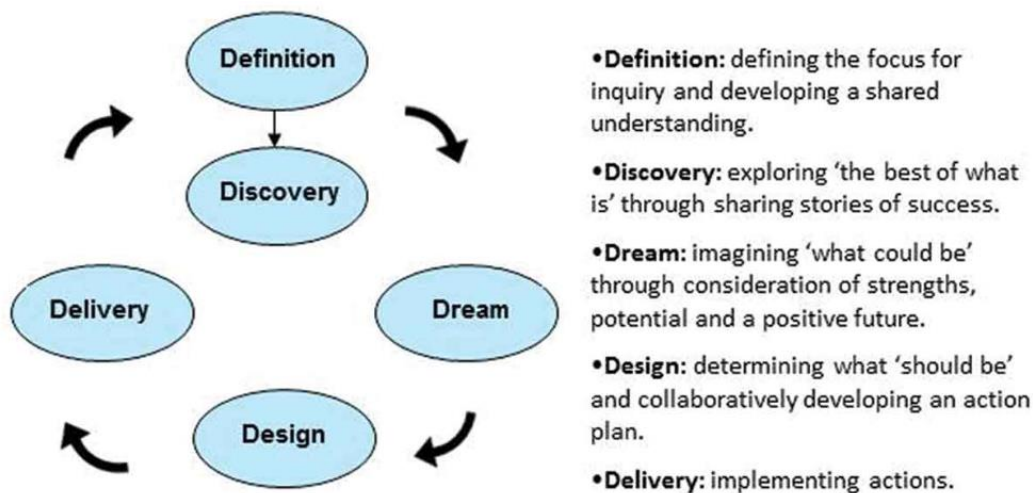 Definition
Discovery
Delivery
Dream
Design
•Definition: defining the focus for
inquiry and developing a shared
understanding.
•Discovery: exploring ‘the best of what
is’ through sharing stories of success.
•Dream: imagining ‘what could be’
through consideration of strengths,
potential and a positive future.
•Design: determining what ‘should be’
and collaboratively developing an action
plan.
•Delivery: implementing actions.